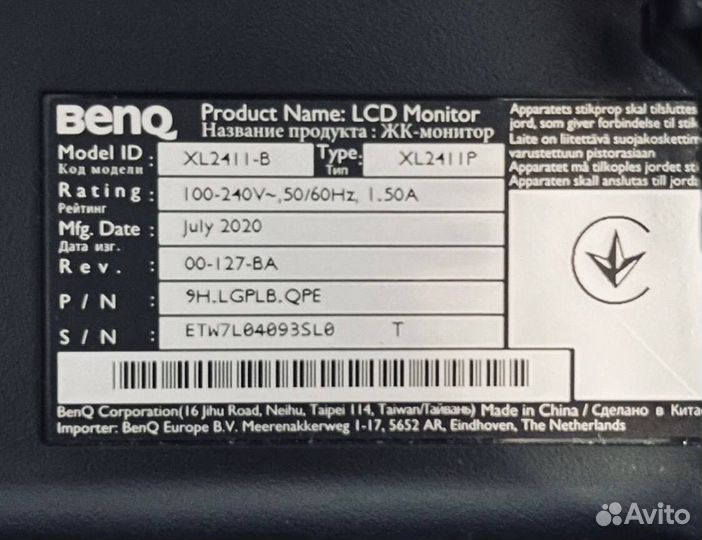 BenQ Product Name: LCD Monitor
Название продукта : ЖК-монитор
Model ID : XL2411-B Type: XL2411P
Код модели Тип
Rating : 100-240V~,50/60Hz, 1.50A
Рейтинг
Mfg. Date : July 2020
Дата изг.
Rev. : 00-127-BA
P/N : 9H.LGPLB.QPE
S/N : ETW7L04093SL0 T
BenQ Corporation(16 Jihu Road, Neihu, Taipei 114, Taiwan/Тайвань) Made in China / Сделано в Кита
Importer: BenQ Europe B.V. Meerenakkerweg 1-17, 5652 AR, Eindhoven, The Netherlands
Apparatets stikprop skal tilsluttes
jord, som giver forbindelse til stik
Laite on liitettävä suojakoskettim
varustettuun pistorasiaan
Apparatet må tilkoples jordet st
Apparaten skall anslutas till jorda
Avito